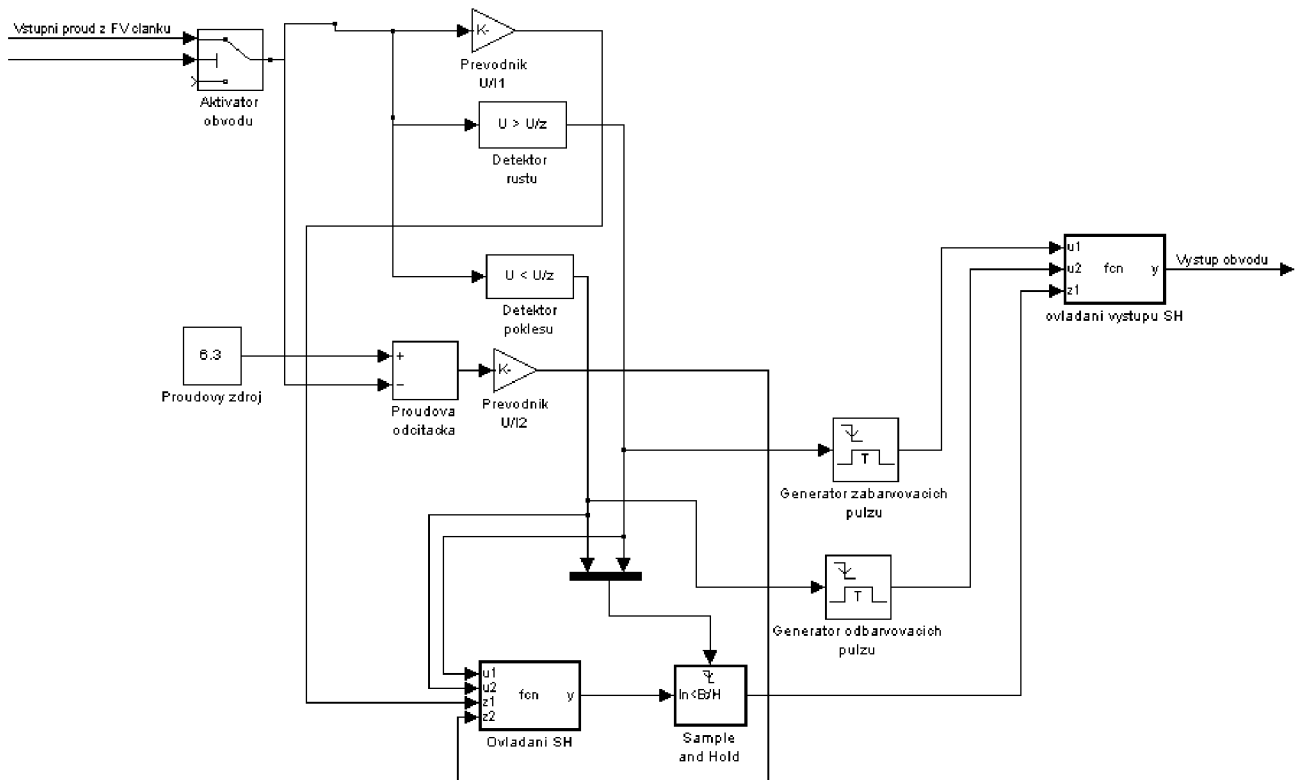 Vstupni proud z FV clanku
Aktivator
obvodu
K-
Prevodnik
U/I1
U > U/z
Detektor
rustu
U < U/z
Detektor
poklesu
6.3
Proudovy zdroj
+
−
Proudova
odcitacka
K-
Prevodnik
U/I2
u1
u2
z1
fcn
y
Vystup obvodu
ovladani vystupu SH
T
Generator zabarvovacich
pulzu
T
Generator odbarvovacich
pulzu
u1
u2
z1
z2
fcn
y
Ovladani SH
Sample
and Hold